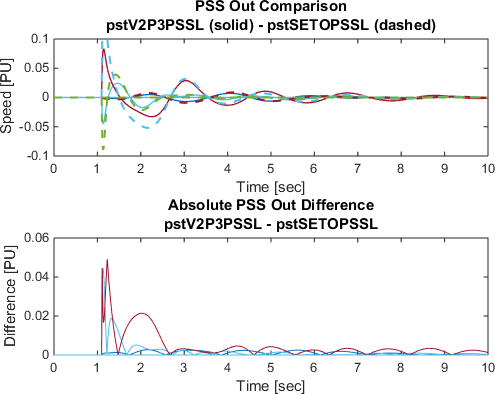 PSS Out Comparison
pstV2P3PSSL (solid) - pstSETOPSSL (dashed)
0.1
0.05
0
-0.05
-0.1
Speed [PU]
0 1 2 3 4 5 6 7 8 9 10
Time [sec]
Absolute PSS Out Difference
pstV2P3PSSL - pstSETOPSSL
0.06
0.04
0.02
0
Difference [PU]
0 1 2 3 4 5 6 7 8 9 10
Time [sec]